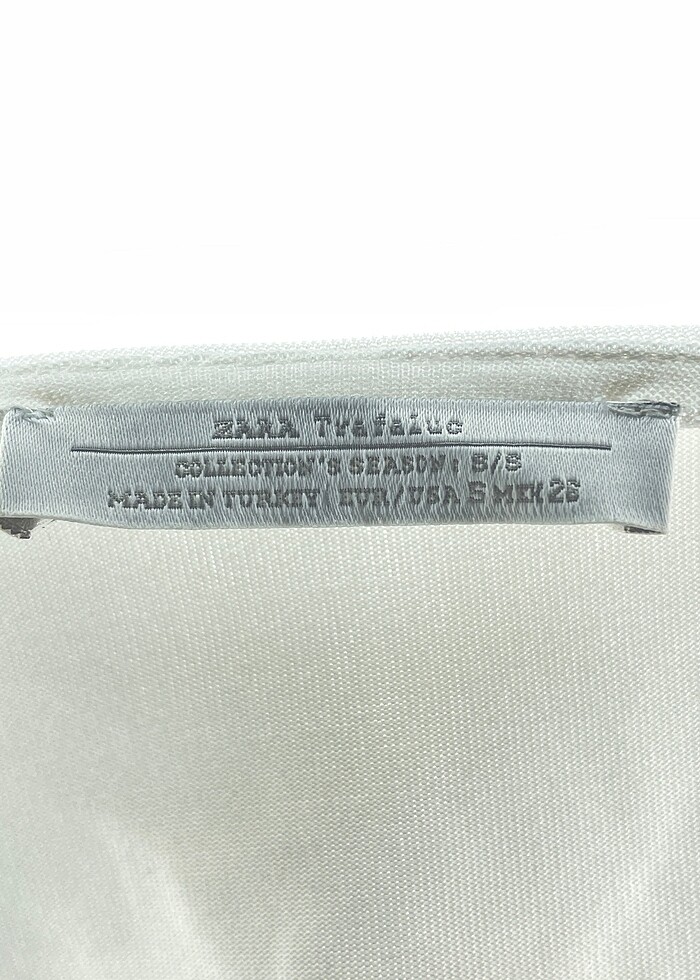 ZARA Trafaluc
COLLECTION'S SEASON: S/S
MADE IN TURKEY EUR/USA S MEX 26